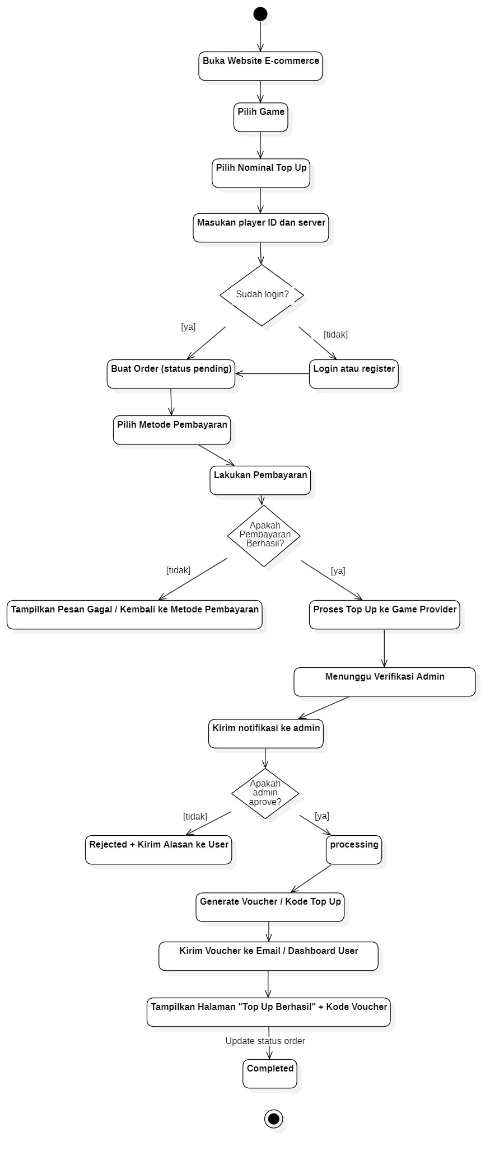 Buka Website E-commerce
Pilih Game
Pilih Nominal Top Up
Masukan player ID dan server
Sudah login?
[ya]
[tidak]
Buat Order (status pending)
Login atau register
Pilih Metode Pembayaran
Lakukan Pembayaran
Apakah
Pembayaran
Berhasil?
[tidak]
[ya]
Tampilkan Pesan Gagal / Kembali ke Metode Pembayaran
Proses Top Up ke Game Provider
Menunggu Verifikasi Admin
Kirim notifikasi ke admin
Apakah
admin
aprove?
[tidak]
[ya]
Rejected + Kirim Alasan ke User
processing
Generate Voucher / Kode Top Up
Kirim Voucher ke Email / Dashboard User
Tampilkan Halaman "Top Up Berhasil" + Kode Voucher
Update status order
Completed